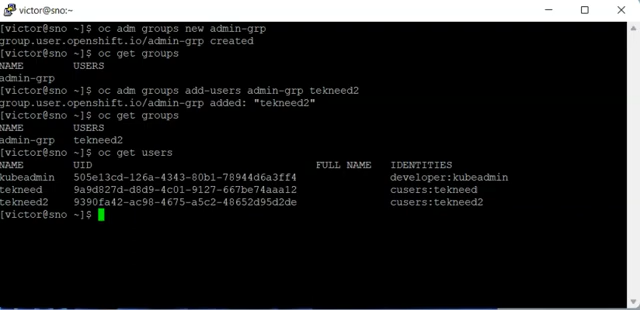 victor@sno:~
[victor@sno ~]$ oc adm groups new admin-grp
group.user.openshift.io/admin-grp created
[victor@sno ~]$ oc get groups
NAME USERS
admin-grp
[victor@sno ~]$ oc adm groups add-users admin-grp tekneed2
group.user.openshift.io/admin-grp added: "tekneed2"
[victor@sno ~]$ oc get groups
NAME USERS
admin-grp tekneed2
[victor@sno ~]$ oc get users
NAME UID FULL NAME IDENTITIES
kubeadmin 505e13cd-126a-4343-80b1-78944d6a3ff4 developer:kubeadmin
tekneed 9a9d827d-d8d9-4c01-9127-667be74aaa12 cusers:tekneed
tekneed2 9390fa42-ac98-4675-a5c2-48652d95d2de cusers:tekneed2
[victor@sno ~]$